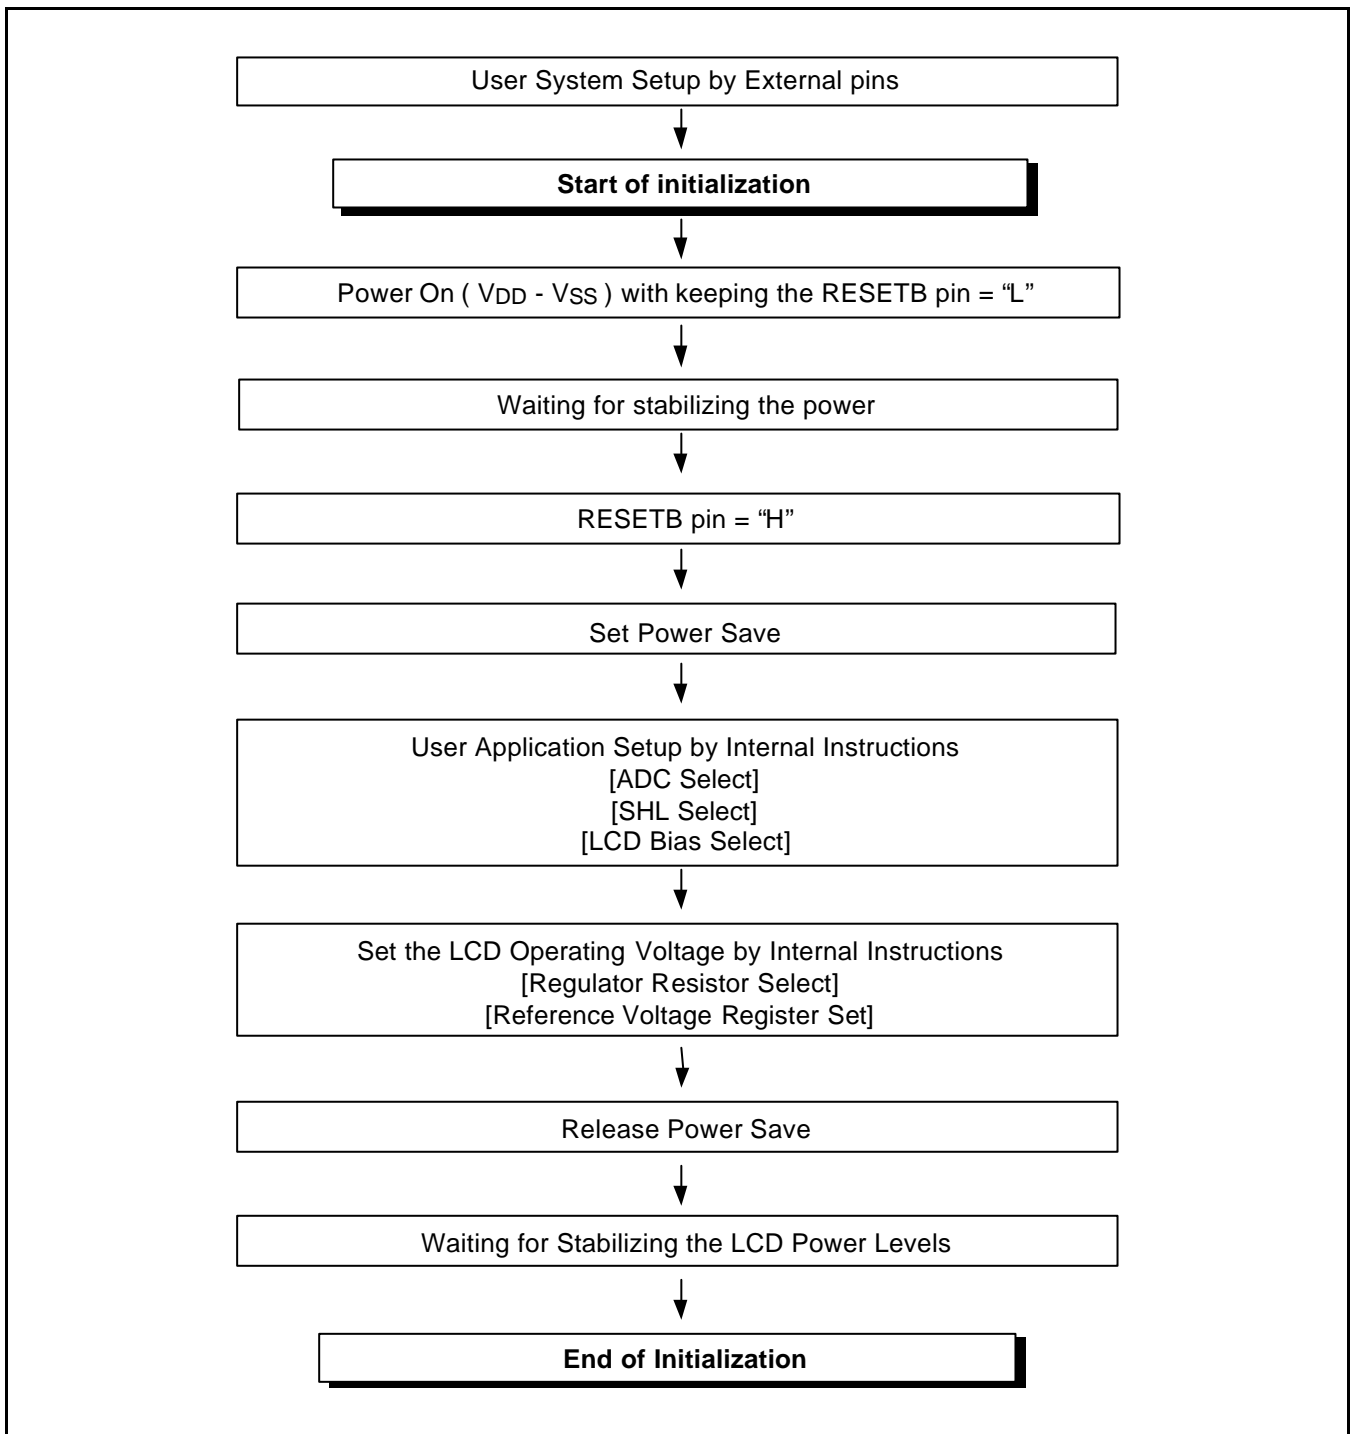 User System Setup by External pins
Start of initialization
Power On ( VDD - VSS ) with keeping the RESETB pin = “L”
Waiting for stabilizing the power
RESETB pin = “H”
Set Power Save
User Application Setup by Internal Instructions
[ADC Select]
[SHL Select]
[LCD Bias Select]
Set the LCD Operating Voltage by Internal Instructions
[Regulator Resistor Select]
[Reference Voltage Register Set]
Release Power Save
Waiting for Stabilizing the LCD Power Levels
End of Initialization